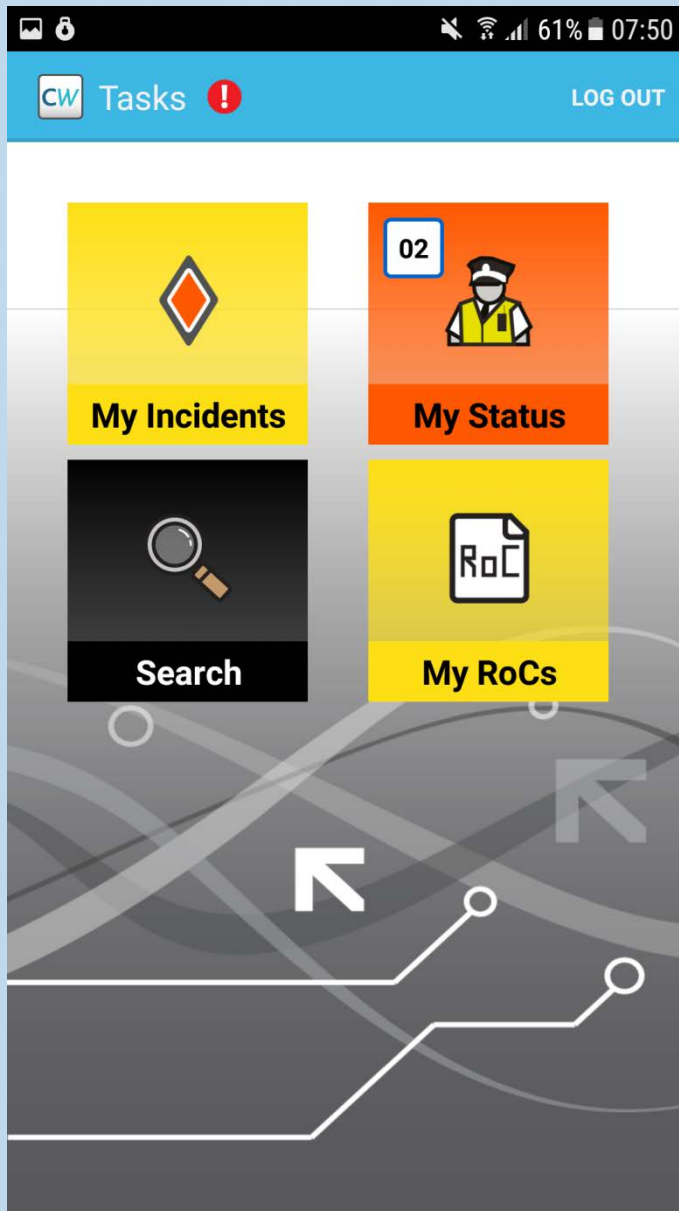 61% 07:50
CW Tasks ! LOG OUT
02
My Incidents
My Status
RoC
Search
My RoCs